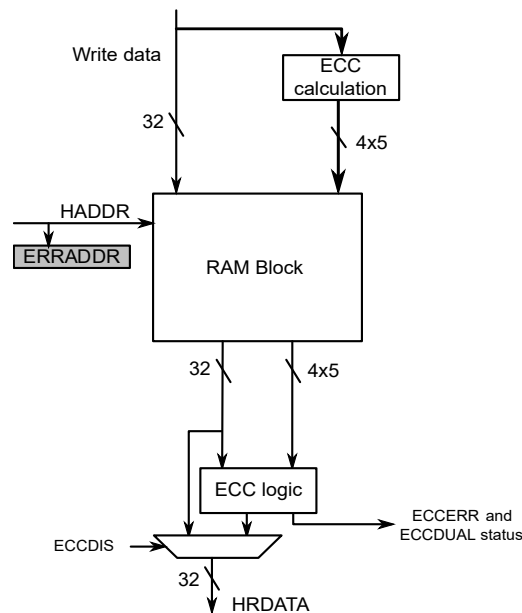 Write data
ECC
calculation
32
4x5
HADDR
ERRADDR
RAM Block
32
4x5
ECC logic
ECCERR and
ECCDUAL status
ECCDIS
32
HRDATA